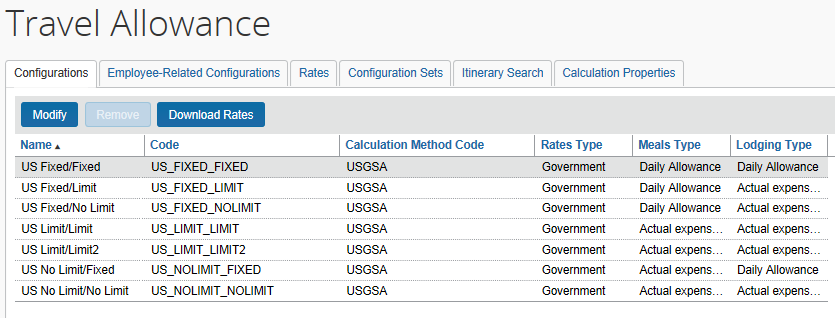 Travel Allowance
Configurations Employee-Related Configurations Rates Configuration Sets Itinerary Search Calculation Properties
Modify Remove Download Rates
Name Code Calculation Method Code Rates Type Meals Type Lodging Type
US Fixed/Fixed US_FIXED_FIXED USGSA Government Daily Allowance Daily Allowance
US Fixed/Limit US_FIXED_LIMIT USGSA Government Daily Allowance Actual expens...
US Fixed/No Limit US_FIXED_NOLIMIT USGSA Government Daily Allowance Actual expens...
US Limit/Limit US_LIMIT_LIMIT USGSA Government Actual expens... Actual expens...
US Limit/Limit2 US_LIMIT_LIMIT2 USGSA Government Actual expens... Actual expens...
US No Limit/Fixed US_NOLIMIT_FIXED USGSA Government Actual expens... Daily Allowance
US No Limit/No Limit US_NOLIMIT_NOLIMIT USGSA Government Actual expens... Actual expens...